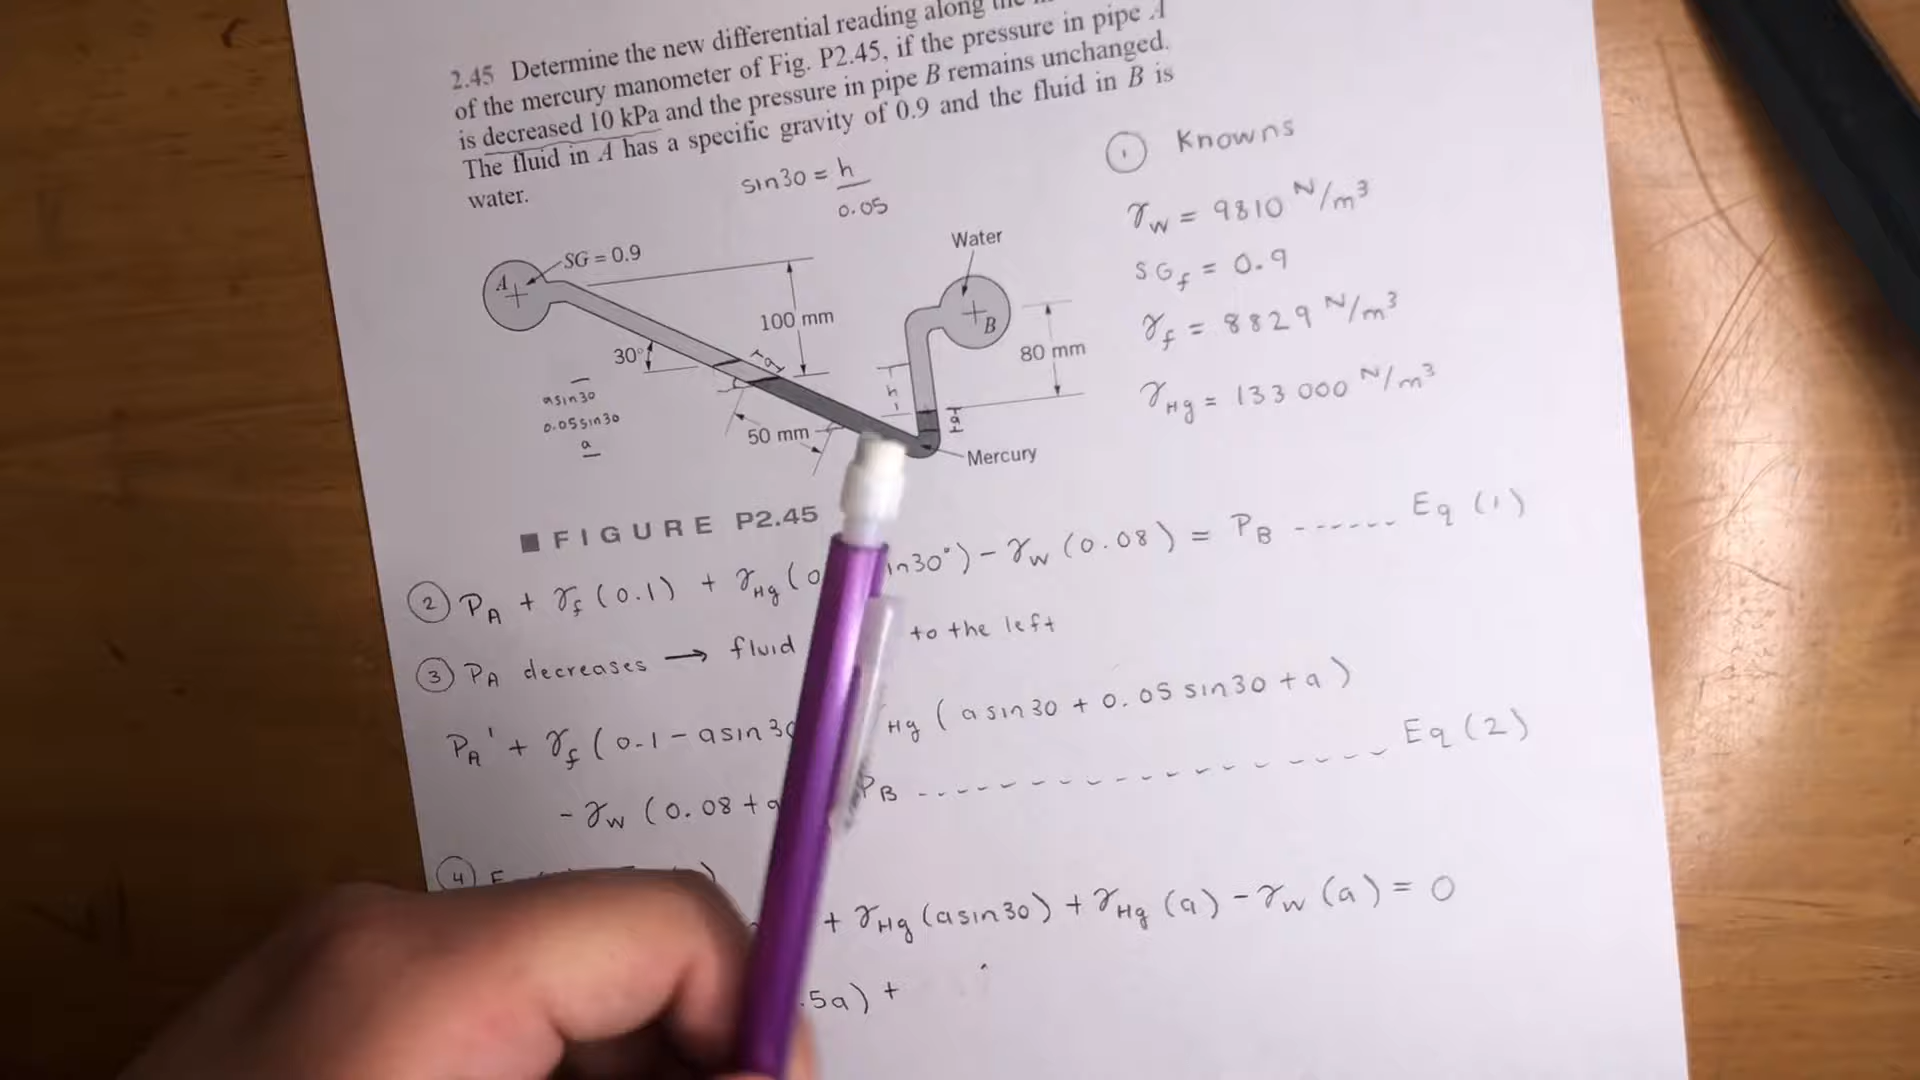 2.45 Determine the new differential reading along the
of the mercury manometer of Fig. P2.45, if the pressure in pipe A
is decreased 10 kPa and the pressure in pipe B remains unchanged.
The fluid in A has a specific gravity of 0.9 and the fluid in B is
water.
sin30 = h
0.05
1 Knowns
γw = 9810 N/m³
SGf = 0.9
γf = 8829 N/m³
γHg = 133 000 N/m³
SG = 0.9
A
Water
B
100 mm
80 mm
30°
a
h
a
asin30
0.05sin30
a
50 mm
Mercury
■ FIGURE P2.45
2 PA + γf (0.1) + γHg (0 in30°) - γw (0.08) = PB ------ Eq (1)
3 PA decreases → fluid to the left
PA' + γf (0.1 - asin30 Hg (asin30 + 0.05 sin30 + a)
- γw (0.08 + a PB -------------- Eq (2)
4 E
+ γHg (asin30) + γHg (a) - γw (a) = 0
.5a) +